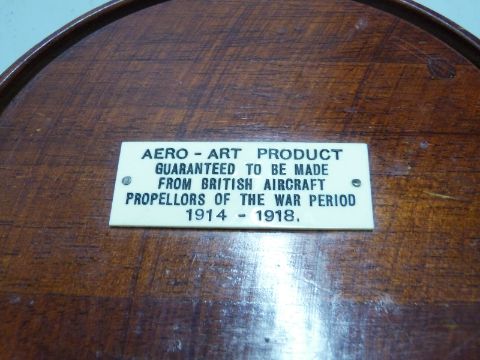 AERO - ART PRODUCT
GUARANTEED TO BE MADE
FROM BRITISH AIRCRAFT
PROPELLORS OF THE WAR PERIOD
1914 - 1918.